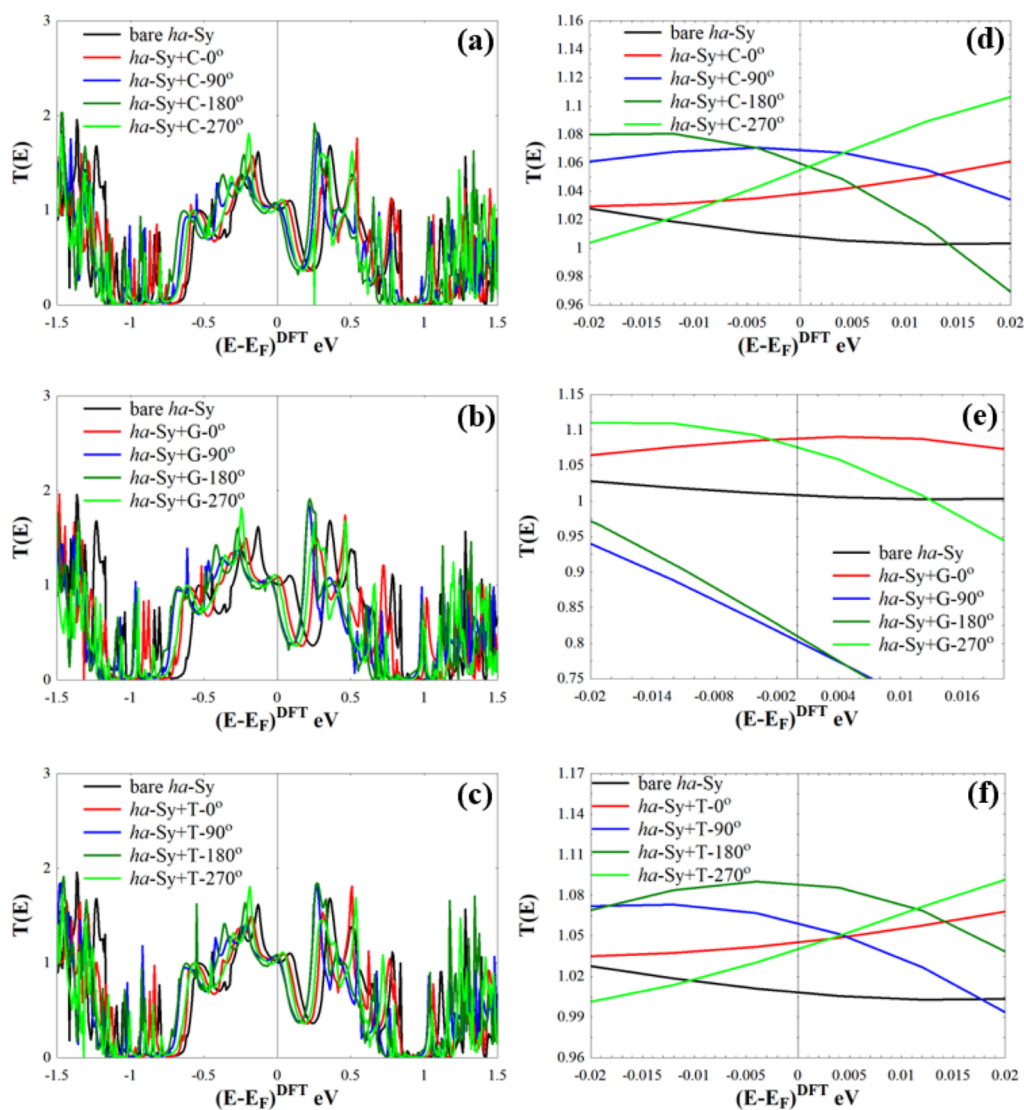 3
2
1
0
T(E)
bare ha-Sy
ha-Sy+C-0°
ha-Sy+C-90°
ha-Sy+C-180°
ha-Sy+C-270°
(a)
-1.5 -1 -0.5 0 0.5 1 1.5
(E-E_F)^DFT eV
1.16
1.14
1.12
1.1
1.08
1.06
1.04
1.02
1
0.98
0.96
T(E)
bare ha-Sy
ha-Sy+C-0°
ha-Sy+C-90°
ha-Sy+C-180°
ha-Sy+C-270°
(d)
-0.02 -0.015 -0.01 -0.005 0 0.005 0.01 0.015 0.02
(E-E_F)^DFT eV
3
2
1
0
T(E)
bare ha-Sy
ha-Sy+G-0°
ha-Sy+G-90°
ha-Sy+G-180°
ha-Sy+G-270°
(b)
-1.5 -1 -0.5 0 0.5 1 1.5
(E-E_F)^DFT eV
1.15
1.1
1.05
1
0.95
0.9
0.85
0.8
0.75
T(E)
(e)
bare ha-Sy
ha-Sy+G-0°
ha-Sy+G-90°
ha-Sy+G-180°
ha-Sy+G-270°
-0.02 -0.014 -0.008 -0.002 0.004 0.01 0.016
(E-E_F)^DFT eV
3
2
1
0
T(E)
bare ha-Sy
ha-Sy+T-0°
ha-Sy+T-90°
ha-Sy+T-180°
ha-Sy+T-270°
(c)
-1.5 -1 -0.5 0 0.5 1 1.5
(E-E_F)^DFT eV
1.17
1.14
1.11
1.08
1.05
1.02
0.99
0.96
T(E)
bare ha-Sy
ha-Sy+T-0°
ha-Sy+T-90°
ha-Sy+T-180°
ha-Sy+T-270°
(f)
-0.02 -0.015 -0.01 -0.005 0 0.005 0.01 0.015 0.02
(E-E_F)^DFT eV